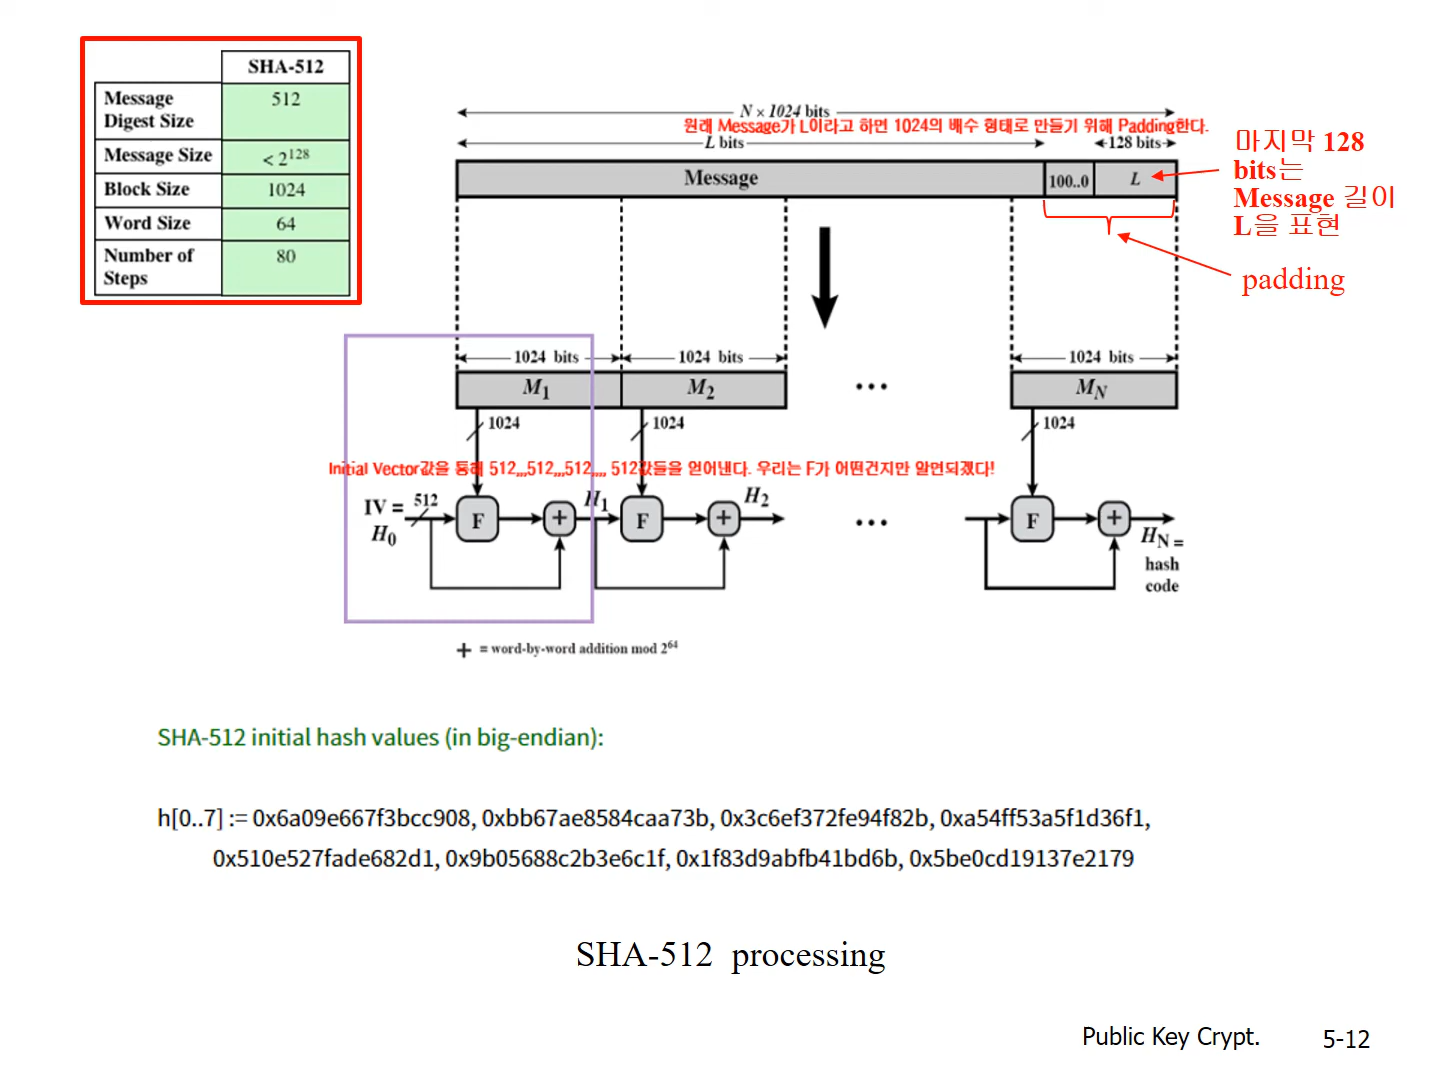 SHA-512
Message Digest Size 512
Message Size < 2^128
Block Size 1024
Word Size 64
Number of Steps 80
N × 1024 bits
원래 Message가 L이라고 하면 1024의 배수 형태로 만들기 위해 Padding한다.
L bits
128 bits
Message
100..0
L
마지막 128
bits는
Message 길이
L을 표현
padding
1024 bits
1024 bits
1024 bits
M1
M2
•••
MN
1024
1024
1024
Initial Vector값을 통해 512,,,512,,,512,,,, 512값들을 얻어낸다. 우리는 F가 어떤건지만 알면되겠다!
IV =
H0
512
F
+
H1
F
+
H2
•••
F
+
HN =
hash
code
+ = word-by-word addition mod 2^64
SHA-512 initial hash values (in big-endian):
h[0..7] := 0x6a09e667f3bcc908, 0xbb67ae8584caa73b, 0x3c6ef372fe94f82b, 0xa54ff53a5f1d36f1,
0x510e527fade682d1, 0x9b05688c2b3e6c1f, 0x1f83d9abfb41bd6b, 0x5be0cd19137e2179
SHA-512 processing
Public Key Crypt. 5-12